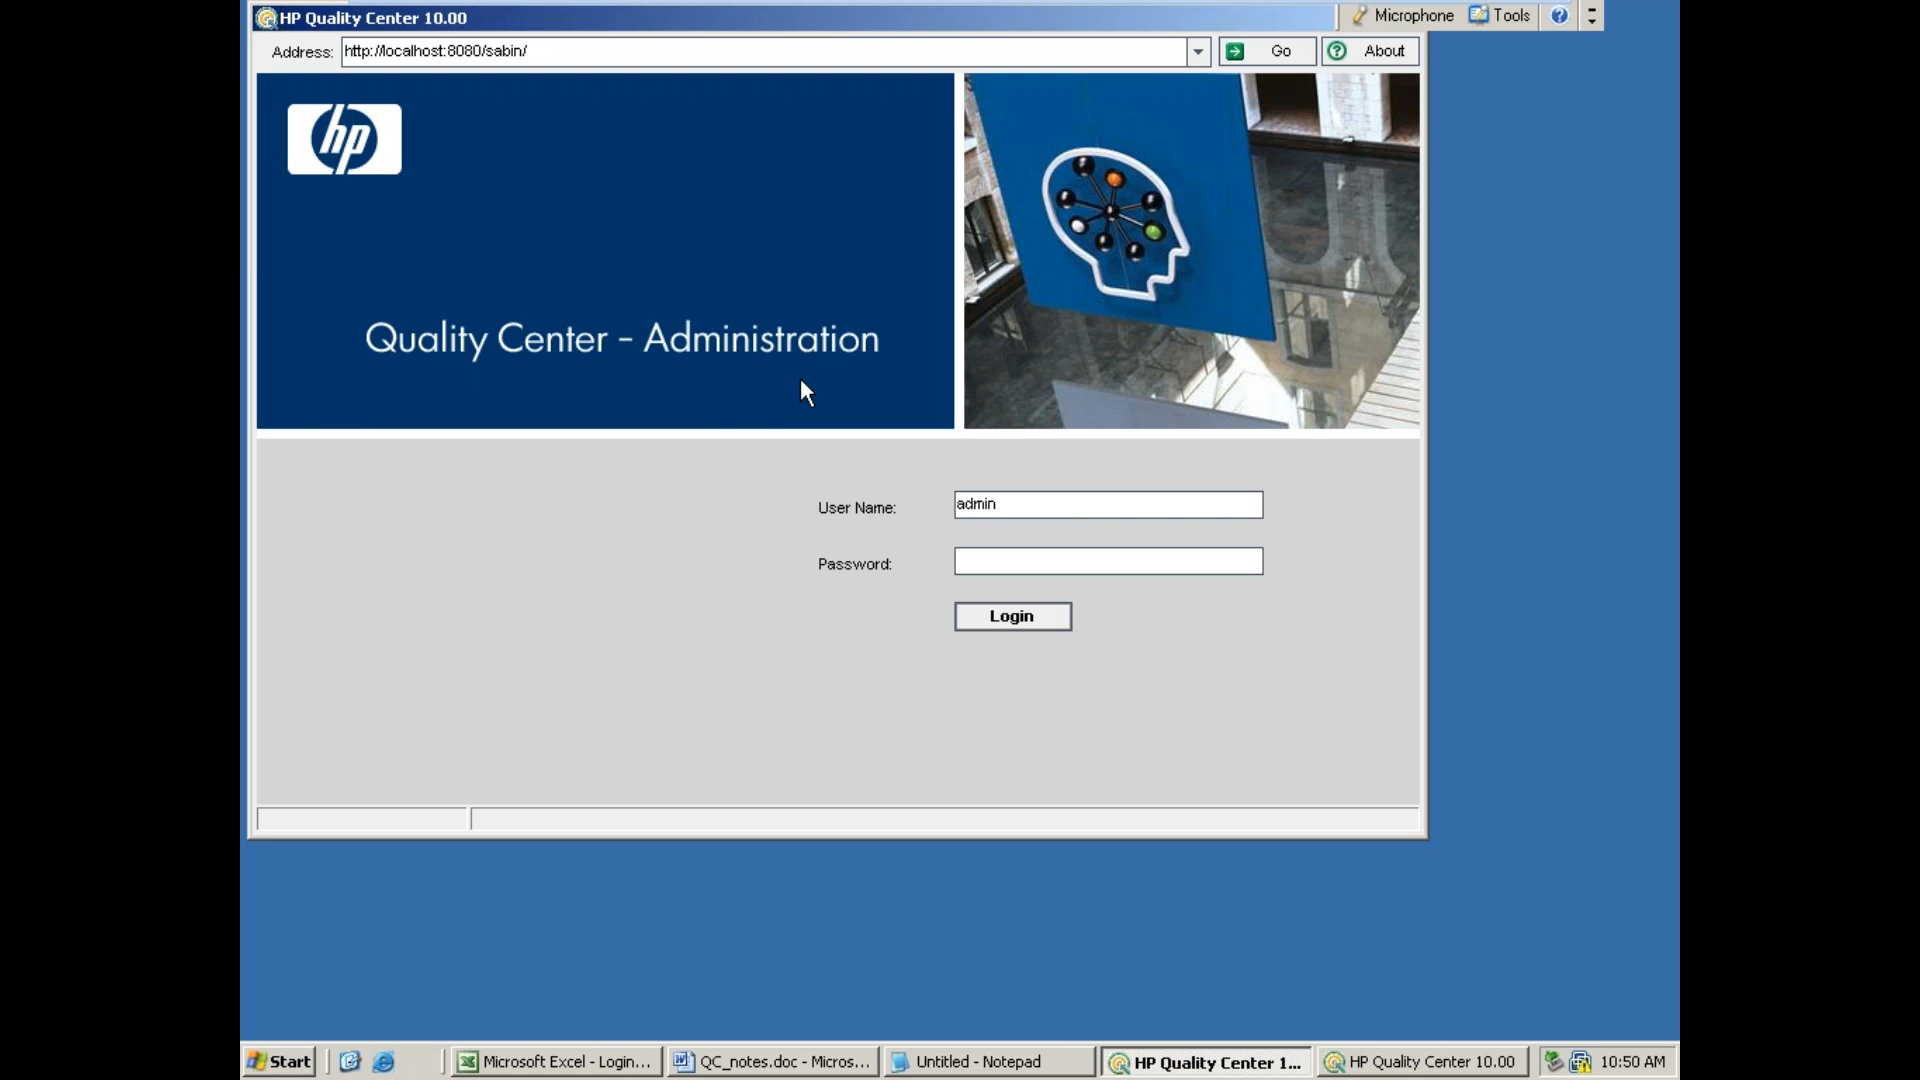 HP Quality Center 10.00
Microphone
Tools
Address:
http://localhost:8080/sabin/
Go
About
hp
Quality Center - Administration
User Name:
admin
Password:
Login
Start
Microsoft Excel - Login...
QC_notes.doc - Micros...
Untitled - Notepad
HP Quality Center 1...
HP Quality Center 10.00
10:50 AM